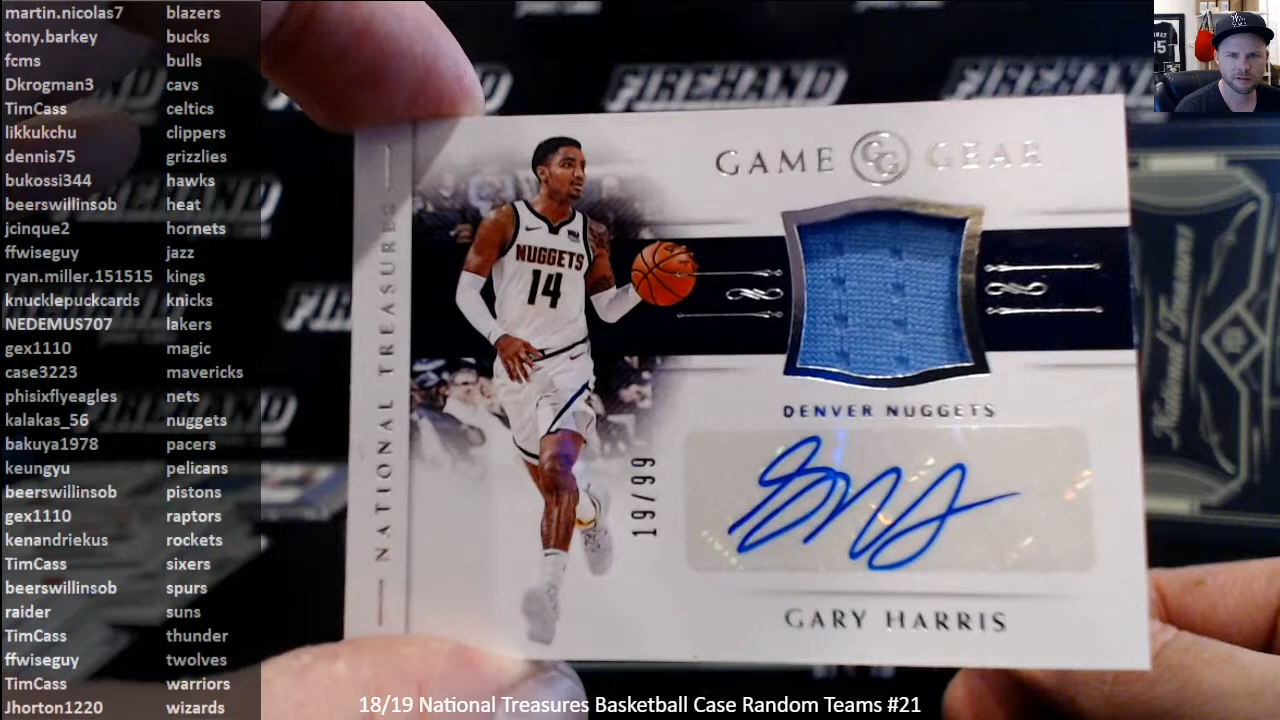 martin.nicolas7 blazers
tony.barkey bucks
fcms bulls
Dkrogman3 cavs
TimCass celtics
likkukchu clippers
dennis75 grizzlies
bukossi344 hawks
beerswillinsob heat
jcinque2 hornets
ffwiseguy jazz
ryan.miller.151515 kings
knucklepuckcards knicks
NEDEMUS707 lakers
gex1110 magic
case3223 mavericks
phisixflyeagles nets
kalakas_56 nuggets
bakuya1978 pacers
keungyu pelicans
beerswillinsob pistons
gex1110 raptors
kenandriekus rockets
TimCass sixers
beerswillinsob spurs
raider suns
TimCass thunder
ffwiseguy twolves
TimCass warriors
Jhorton1220 wizards
FIREHAND
NATIONAL TREASURES
GAME GG GEAR
NUGGETS
14
DENVER NUGGETS
19/99
GARY HARRIS
National Treasures
18/19 National Treasures Basketball Case Random Teams #21